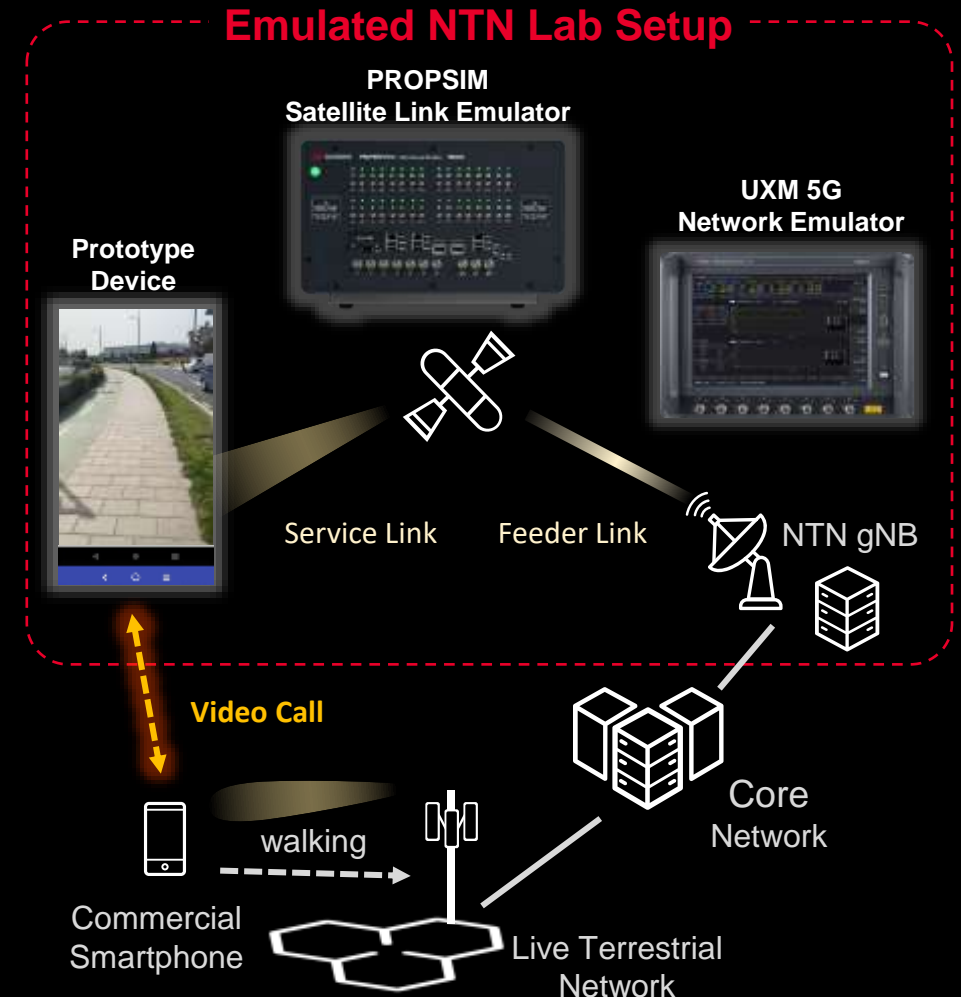 Emulated NTN Lab Setup
PROPSIM
Satellite Link Emulator
UXM 5G
Network Emulator
Prototype
Device
Service Link
Feeder Link
NTN gNB
Video Call
walking
Core
Network
Commercial
Smartphone
Live Terrestrial
Network